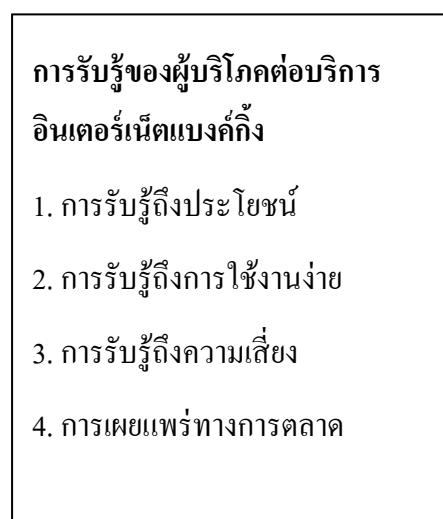 การรับรู้ของผู้บริโภคต่อบริการ
อินเตอร์เน็ตแบงค์กิ้ง
1. การรับรู้ถึงประโยชน์
2. การรับรู้ถึงการใช้งานง่าย
3. การรับรู้ถึงความเสี่ยง
4. การเผยแพร่ทางการตลาด